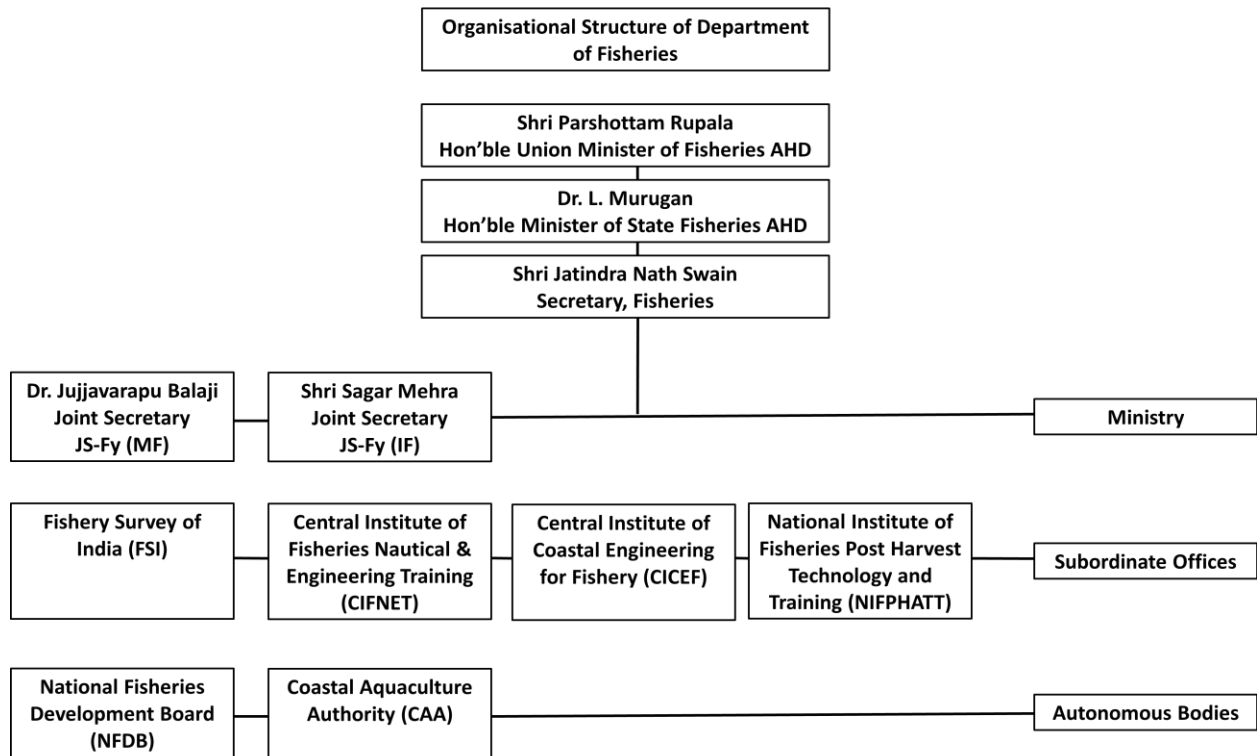 Organisational Structure of Department
of Fisheries
Shri Parshottam Rupala
Hon’ble Union Minister of Fisheries AHD
Dr. L. Murugan
Hon’ble Minister of State Fisheries AHD
Shri Jatindra Nath Swain
Secretary, Fisheries
Dr. Jujjavarapu Balaji
Joint Secretary
JS-Fy (MF)
Shri Sagar Mehra
Joint Secretary
JS-Fy (IF)
Ministry
Fishery Survey of
India (FSI)
Central Institute of
Fisheries Nautical &
Engineering Training
(CIFNET)
Central Institute of
Coastal Engineering
for Fishery (CICEF)
National Institute of
Fisheries Post Harvest
Technology and
Training (NIFPHATT)
Subordinate Offices
National Fisheries
Development Board
(NFDB)
Coastal Aquaculture
Authority (CAA)
Autonomous Bodies